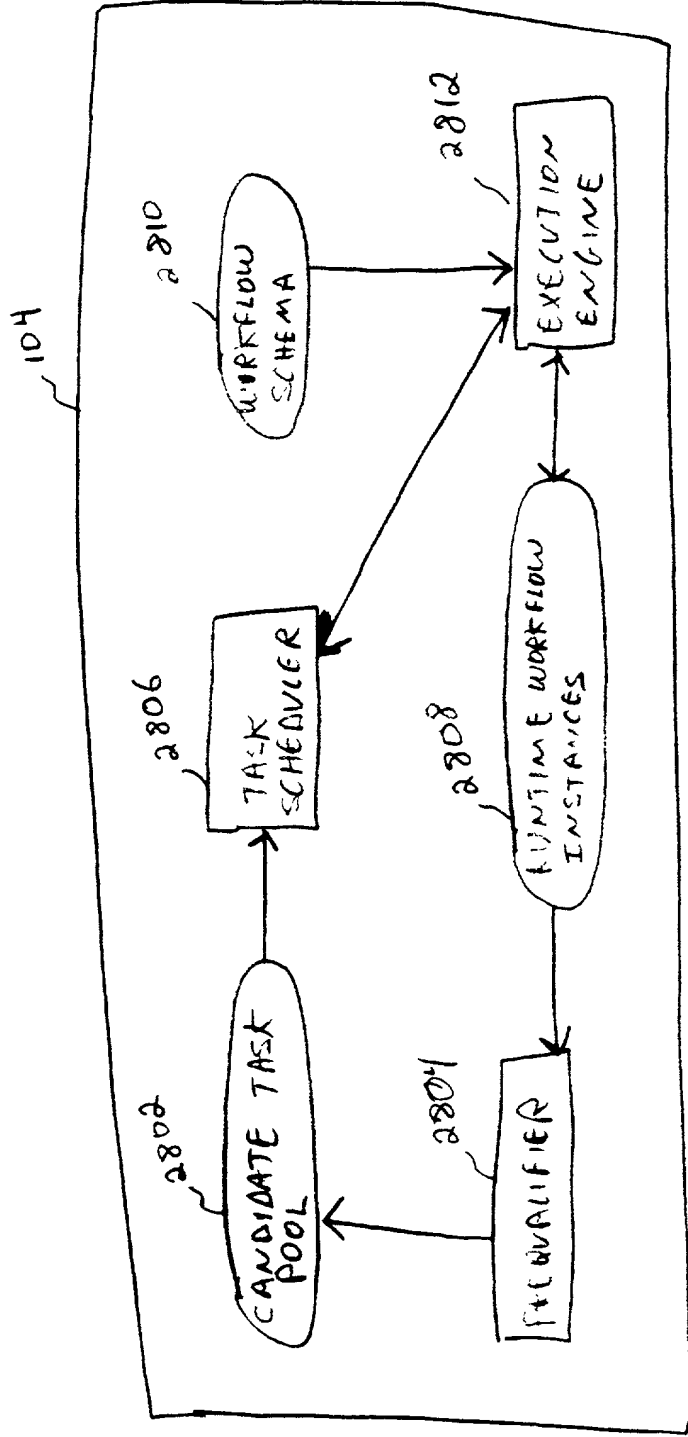 104
2802
CANDIDATE TASK
POOL
2806
TASK
SCHEDULER
2810
WORKFLOW
SCHEMA
2804
PREQUALIFIER
2808
RUNTIME WORKFLOW
INSTANCES
2812
EXECUTION
ENGINE